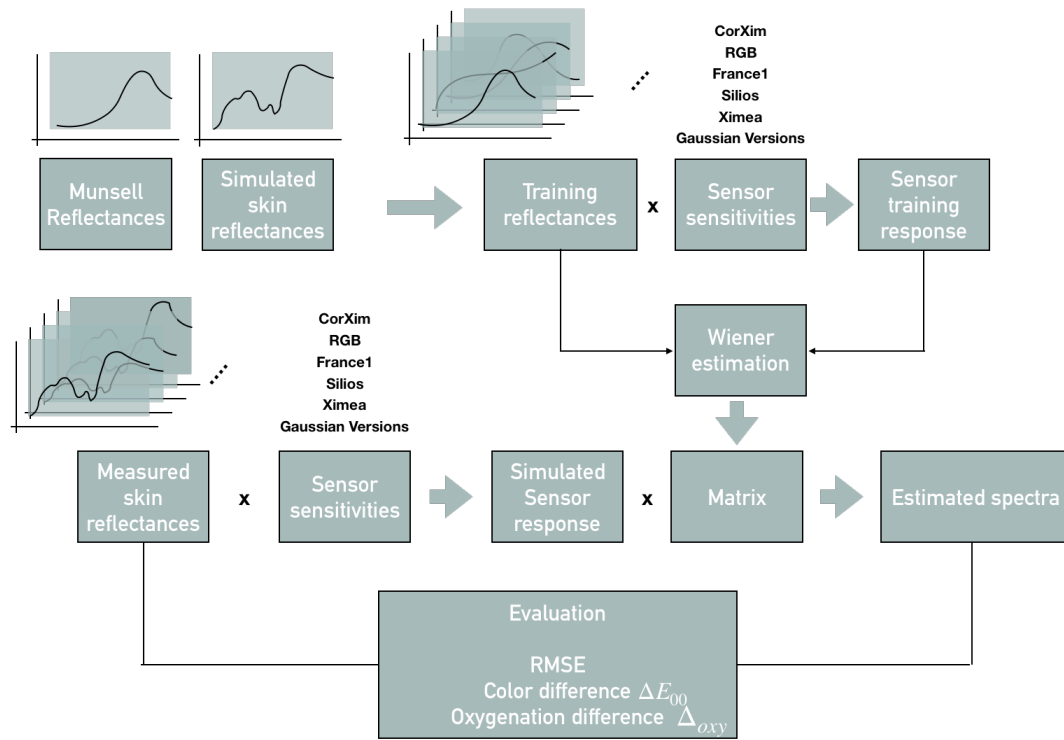 CorXim
RGB
France1
Silios
Ximea
Gaussian Versions
Munsell
Reflectances
Simulated
skin
reflectances
Training
reflectances
x
Sensor
sensitivities
Sensor
training
response
Wiener
estimation
CorXim
RGB
France1
Silios
Ximea
Gaussian Versions
Measured
skin
reflectances
x
Sensor
sensitivities
Simulated
Sensor
response
x
Matrix
Estimated spectra
Evaluation
RMSE
Color difference ΔE₀₀
Oxygenation difference Δₒₓy